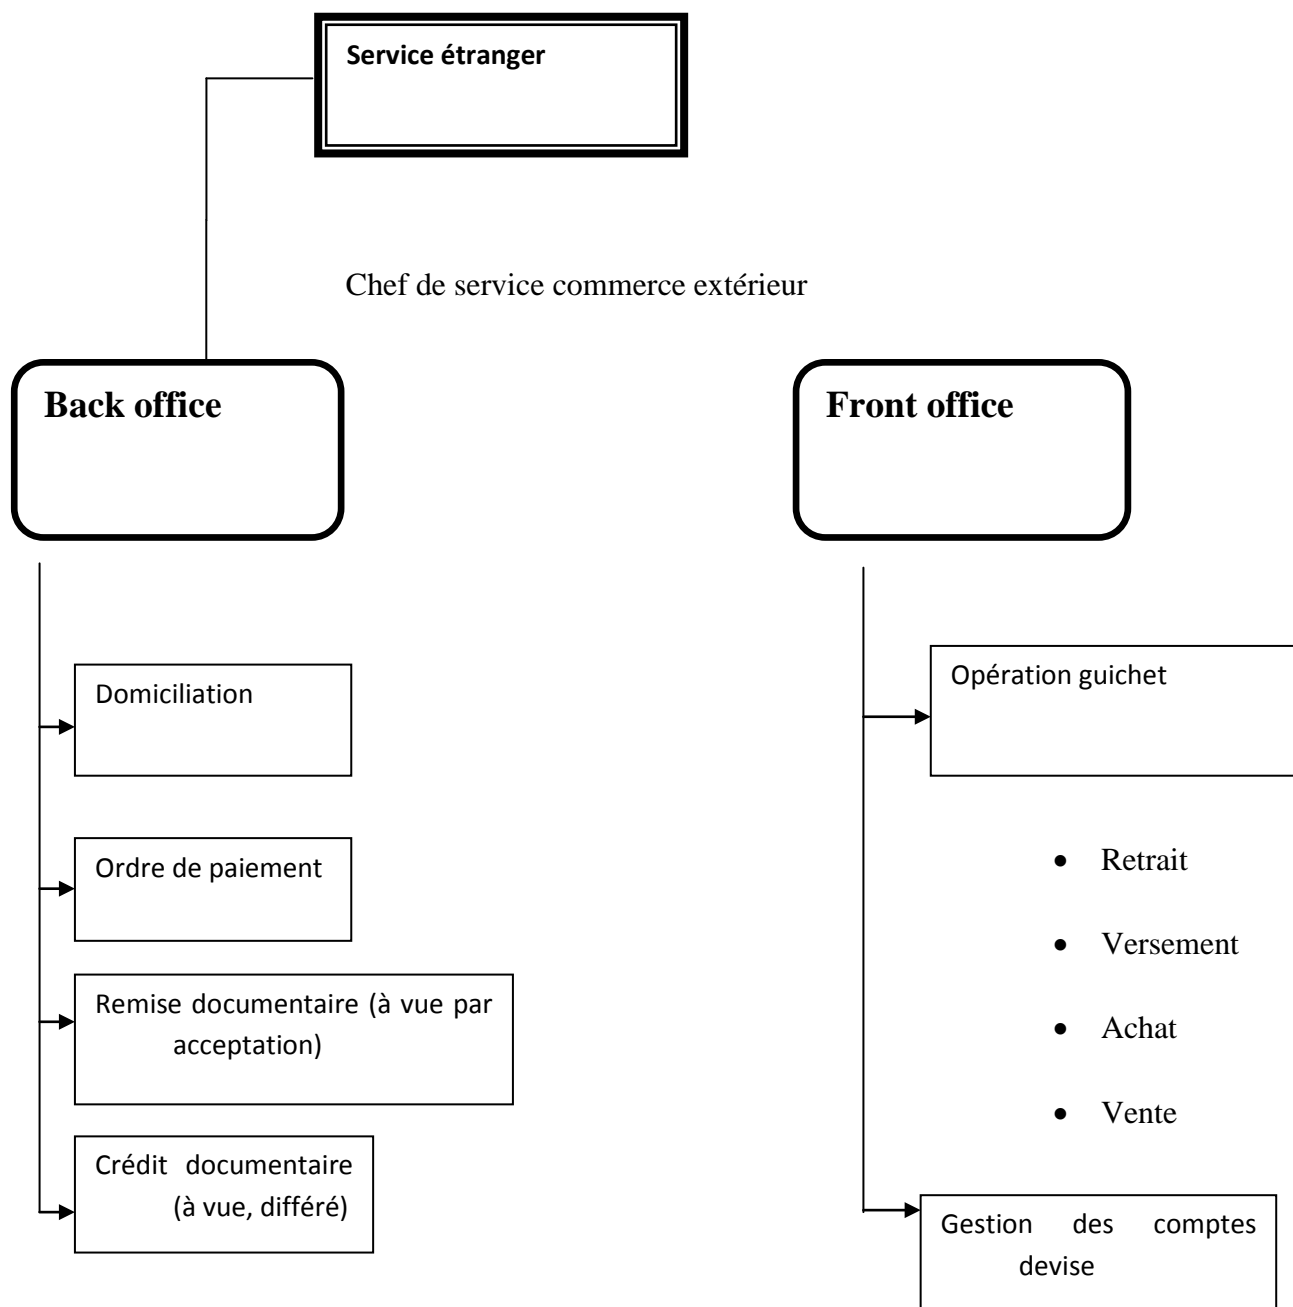 Service étranger
Chef de service commerce extérieur
Back office
Domiciliation
Ordre de paiement
Remise documentaire (à vue par
acceptation)
Crédit documentaire
(à vue, différé)
Front office
Opération guichet
• Retrait
• Versement
• Achat
• Vente
Gestion des comptes
devise